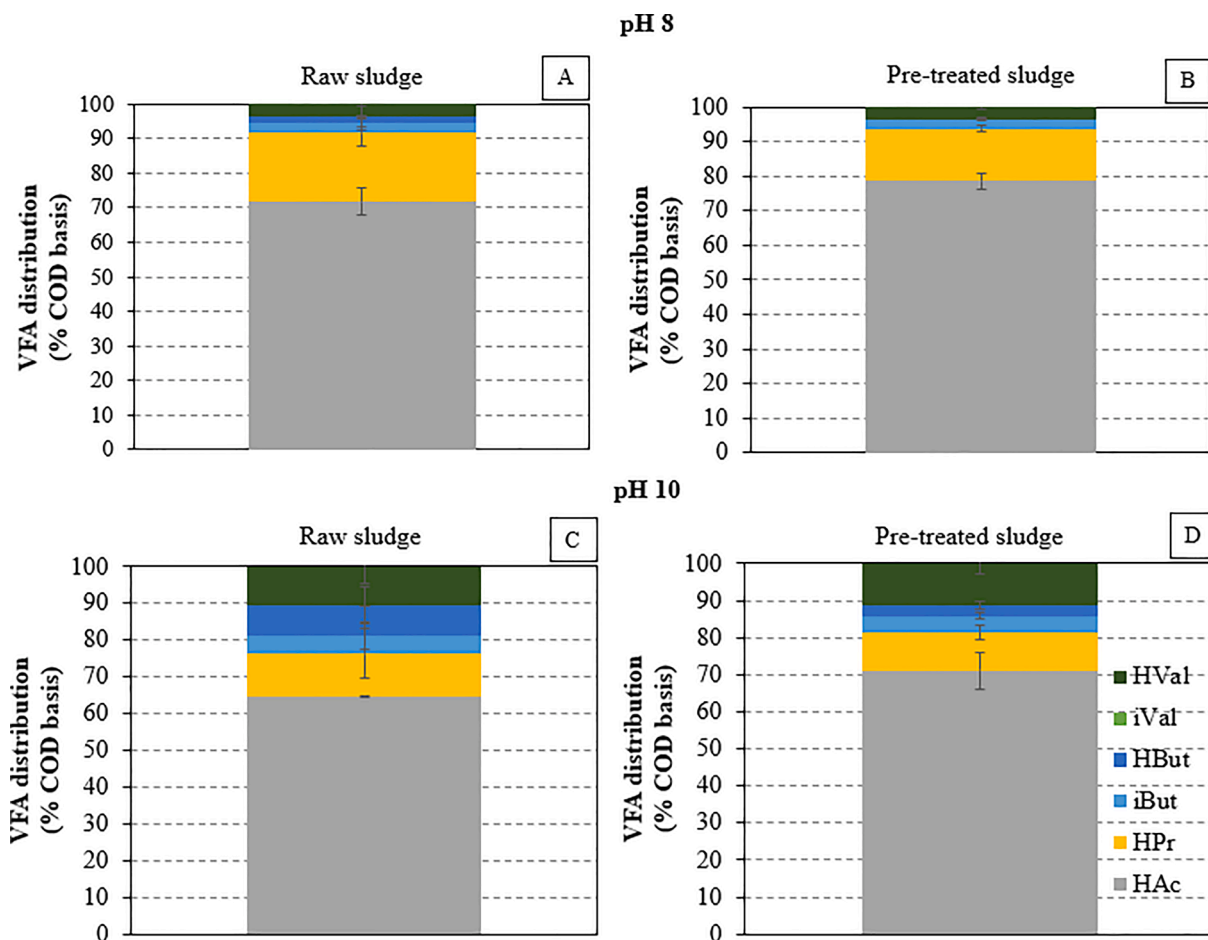 pH 8
Raw sludge
A
VFA distribution
(% COD basis)
100
90
80
70
60
50
40
30
20
10
0
Pre-treated sludge
B
VFA distribution
(% COD basis)
100
90
80
70
60
50
40
30
20
10
0
pH 10
Raw sludge
C
VFA distribution
(% COD basis)
100
90
80
70
60
50
40
30
20
10
0
Pre-treated sludge
D
VFA distribution
(% COD basis)
100
90
80
70
60
50
40
30
20
10
0
HVal
iVal
HBut
iBut
HPr
HAc